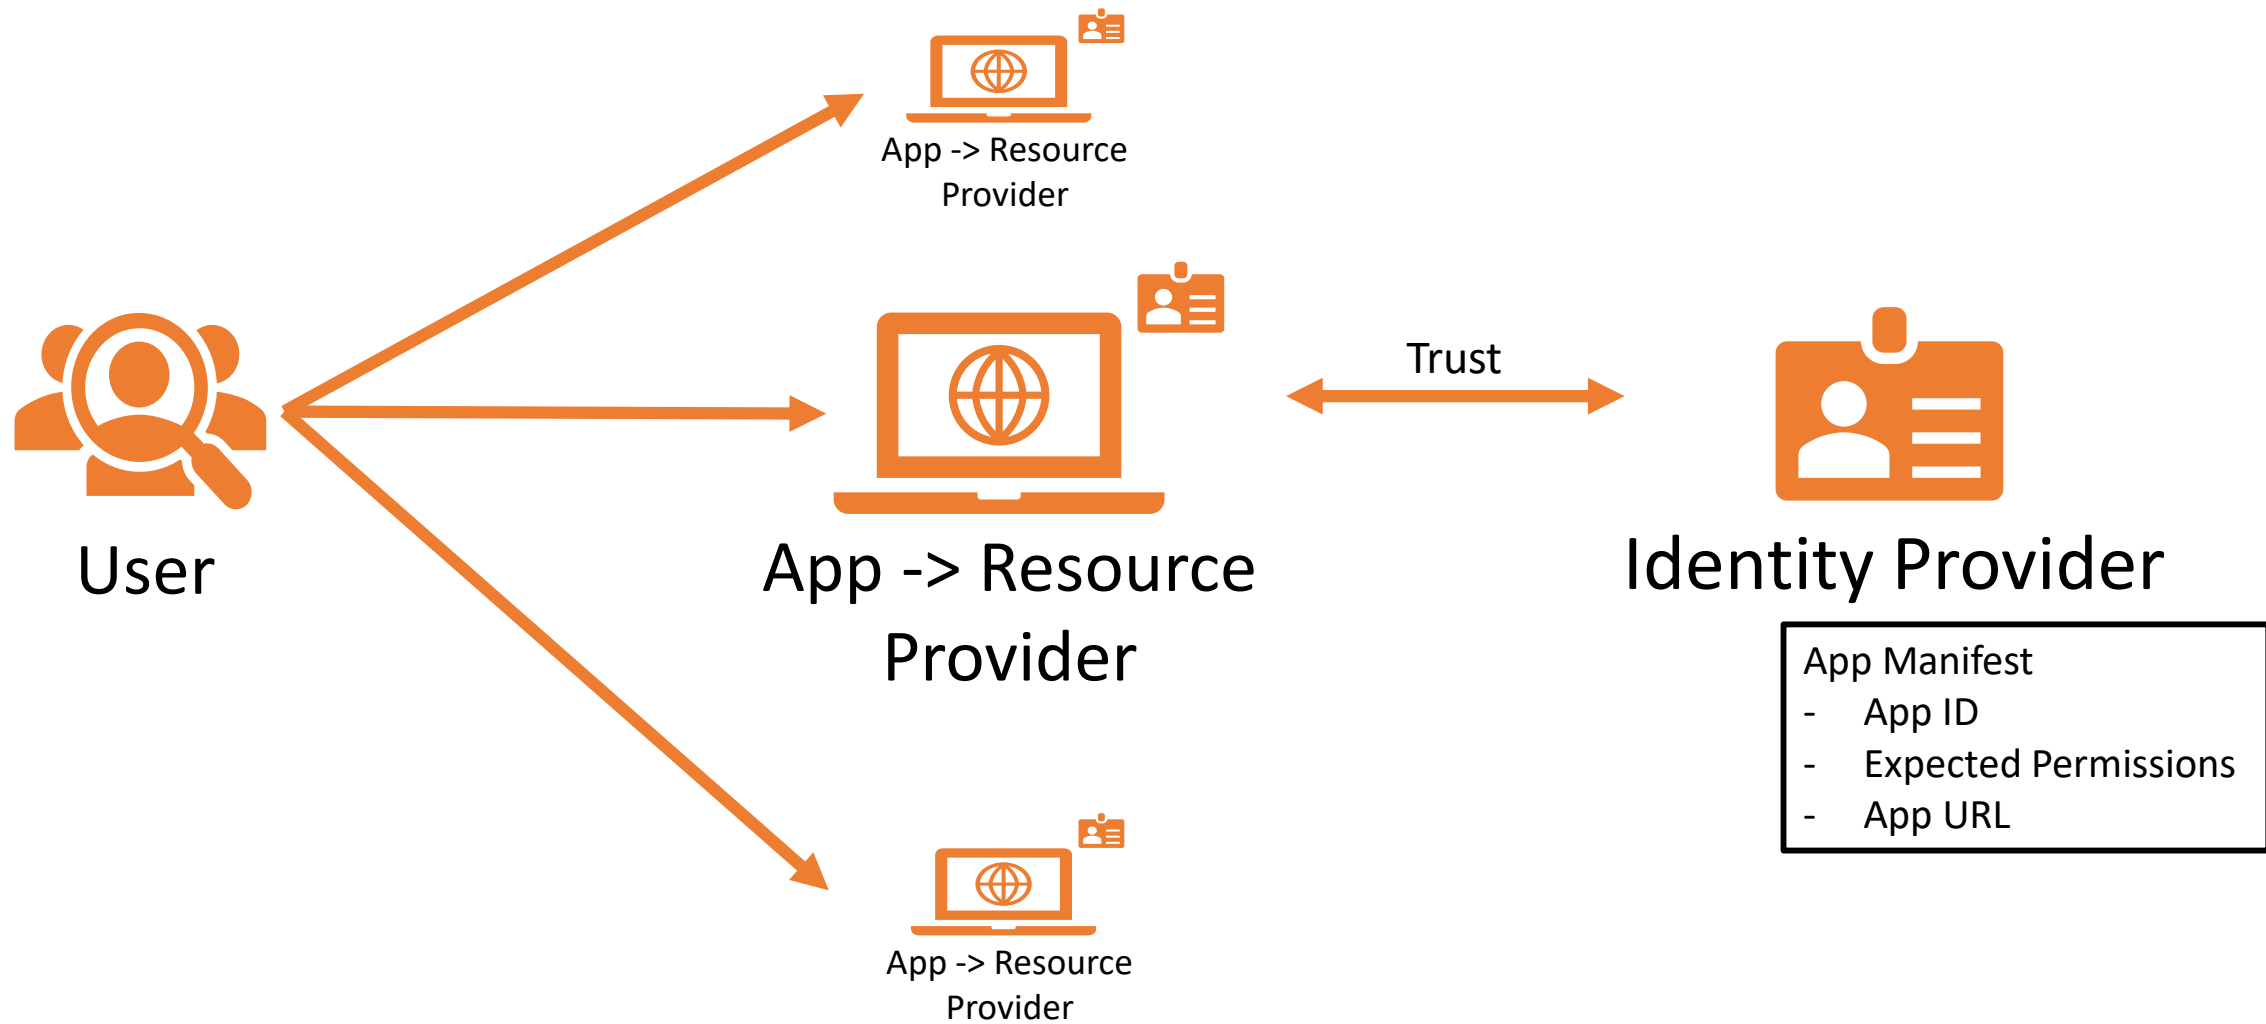 App -> Resource
Provider
Trust
User
App -> Resource
Provider
Identity Provider
App Manifest
- App ID
- Expected Permissions
- App URL
App -> Resource
Provider